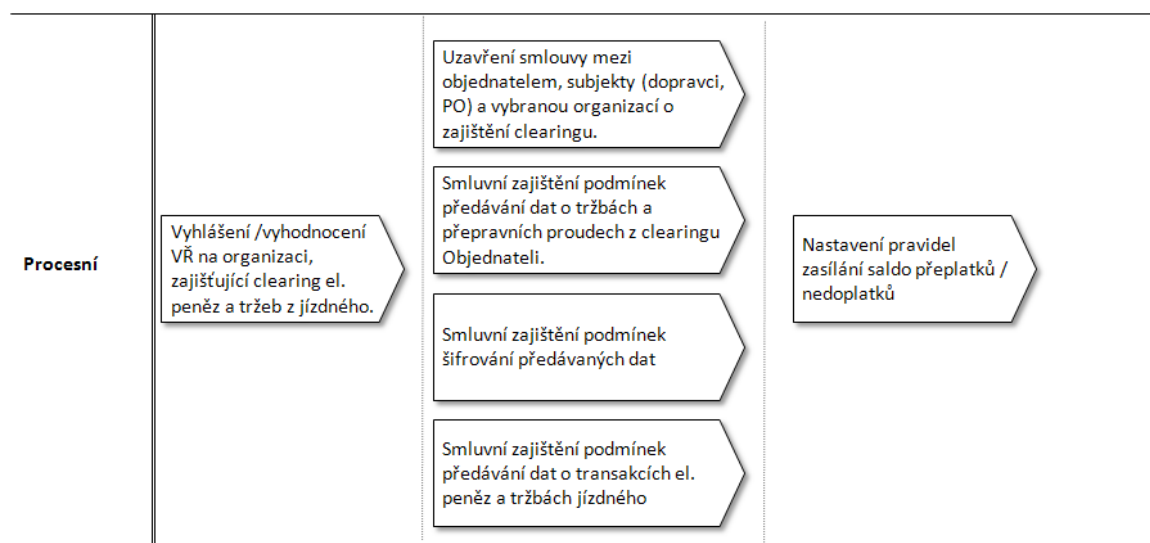 Procesní
Vyhlášení /vyhodnocení
VŘ na organizaci,
zajišťující clearing el.
peněz a tržeb z jízdného.
Uzavření smlouvy mezi
objednatelem, subjekty (dopravci,
PO) a vybranou organizací o
zajištění clearingu.
Smluvní zajištění podmínek
předávání dat o tržbách a
přepravních proudech z clearingu
Objednateli.
Smluvní zajištění podmínek
šifrování předávaných dat
Smluvní zajištění podmínek
předávání dat o transakcích el.
peněz a tržbách jízdného
Nastavení pravidel
zasílání saldo přeplatků /
nedoplatků